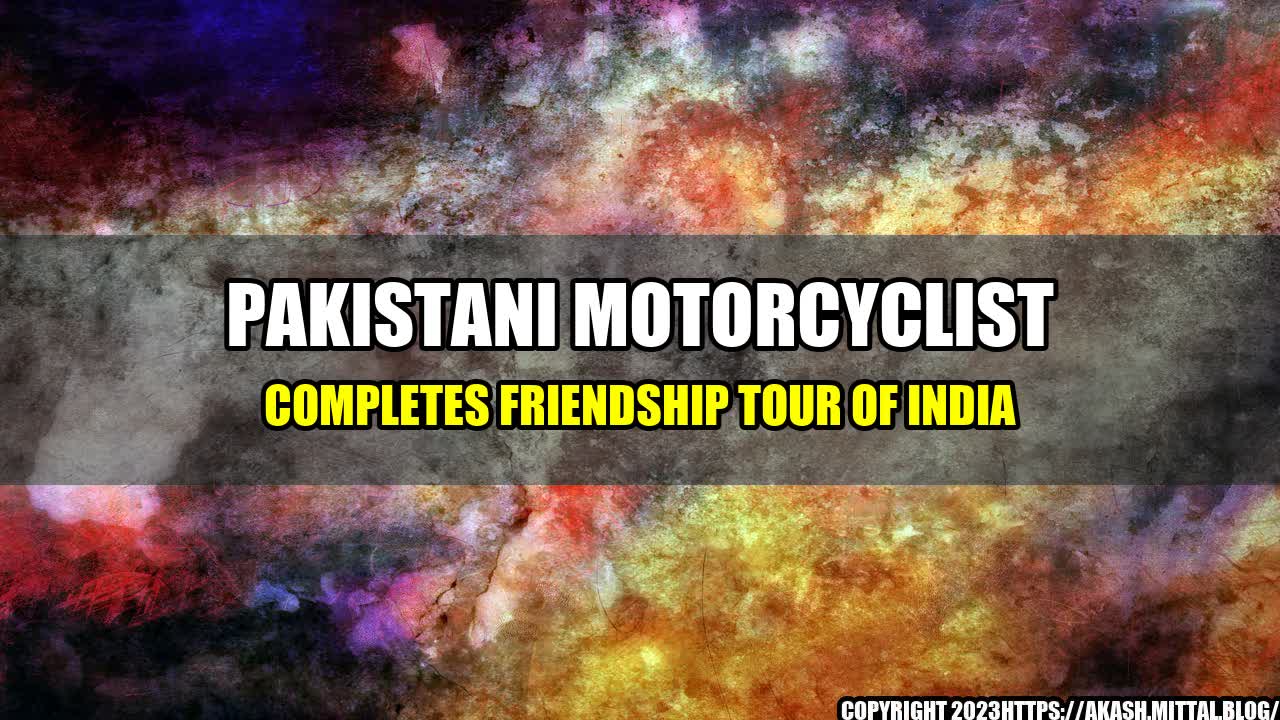 PAKISTANI MOTORCYCLIST
COMPLETES FRIENDSHIP TOUR OF INDIA
COPYRIGHT 2023HTTPS://AKASH.MITTAL.BLOG/